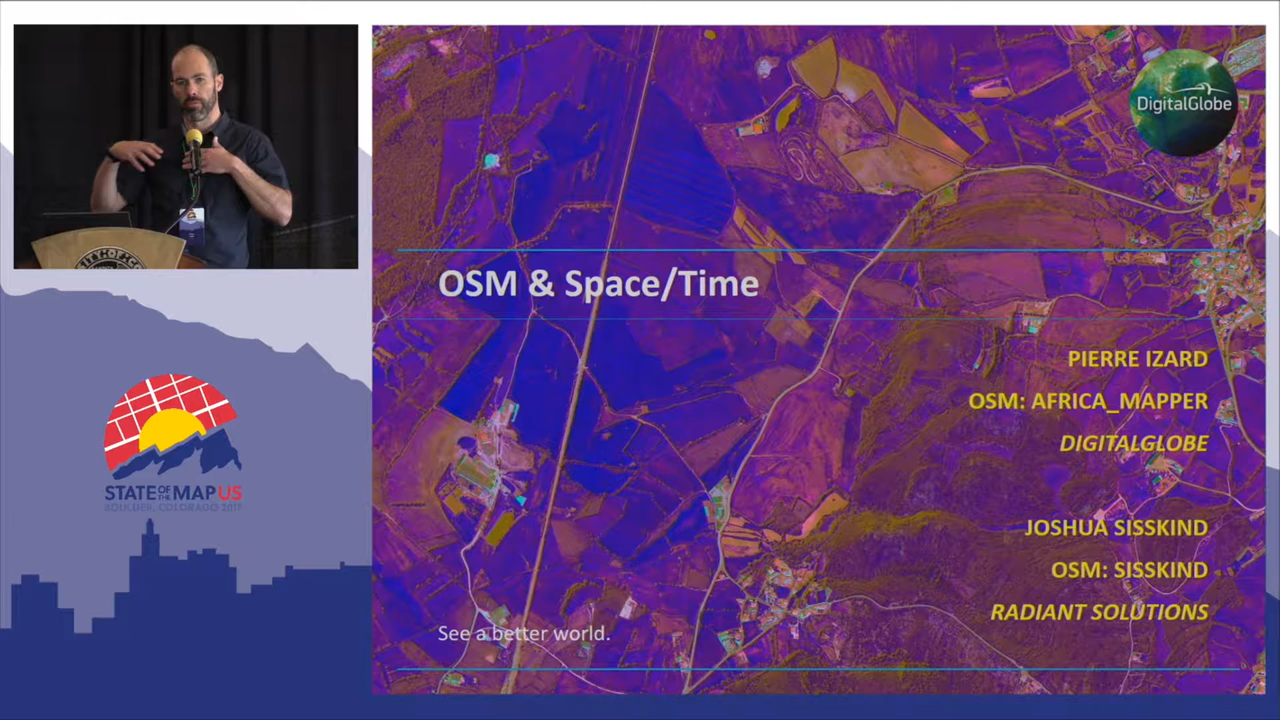 DigitalGlobe
OSM & Space/Time
PIERRE IZARD
OSM: AFRICA_MAPPER
DIGITALGLOBE
JOSHUA SISSKIND
OSM: SISSKIND
RADIANT SOLUTIONS
See a better world.
STATE OF THE MAP US
BOULDER, COLORADO 2017